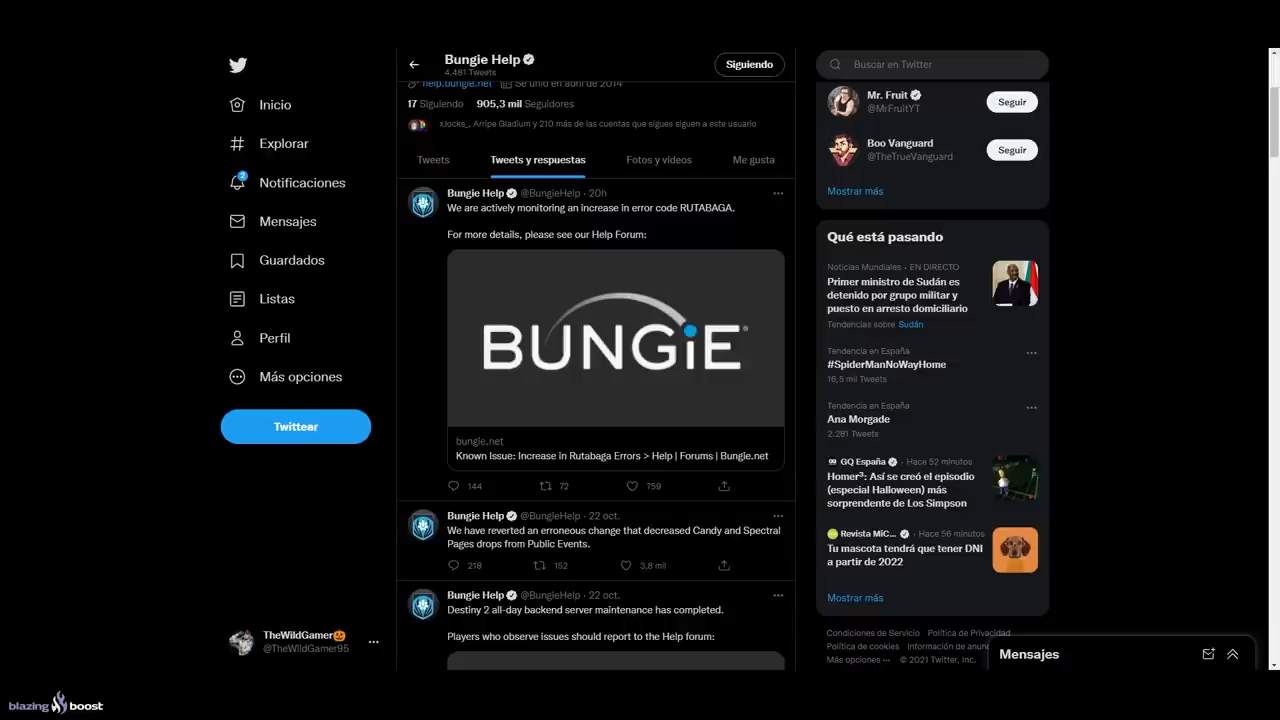 Inicio
Explorar
2
Notificaciones
Mensajes
Guardados
Listas
Perfil
Más opciones
Twittear
TheWildGamer🎃
@TheWildGamer95
Bungie Help
4.481 Tweets
Siguiendo
help.bungie.net Se unió en abril de 2014
17 Siguiendo 905,3 mil Seguidores
xJocks_, Arripe Gladium y 210 más de las cuentas que sigues siguen a este usuario
Tweets Tweets y respuestas Fotos y videos Me gusta
Bungie Help @BungieHelp · 20h
We are actively monitoring an increase in error code RUTABAGA.
For more details, please see our Help Forum:
BUNGiE
bungie.net
Known Issue: Increase in Rutabaga Errors > Help | Forums | Bungie.net
144 72 759
Bungie Help @BungieHelp · 22 oct.
We have reverted an erroneous change that decreased Candy and Spectral
Pages drops from Public Events.
218 152 3,8 mil
Bungie Help @BungieHelp · 22 oct.
Destiny 2 all-day backend server maintenance has completed.
Players who observe issues should report to the Help forum:
Buscar en Twitter
Mr. Fruit
@MrFruitYT
Seguir
Boo Vanguard
@TheTrueVanguard
Seguir
Mostrar más
Qué está pasando
Noticias Mundiales · EN DIRECTO
Primer ministro de Sudán es
detenido por grupo militar y
puesto en arresto domiciliario
Tendencias sobre Sudán
Tendencia en España
#SpiderManNoWayHome
16,5 mil Tweets
Tendencia en España
Ana Morgade
2.281 Tweets
GQ España · Hace 52 minutos
Homer³: Así se creó el episodio
(especial Halloween) más
sorprendente de Los Simpson
Revista MiC... · Hace 56 minutos
Tu mascota tendrá que tener DNI
a partir de 2022
Mostrar más
Condiciones de Servicio Política de Privacidad
Política de cookies Información de anunc
Más opciones ··· © 2021 Twitter, Inc.
Mensajes
blazing boost